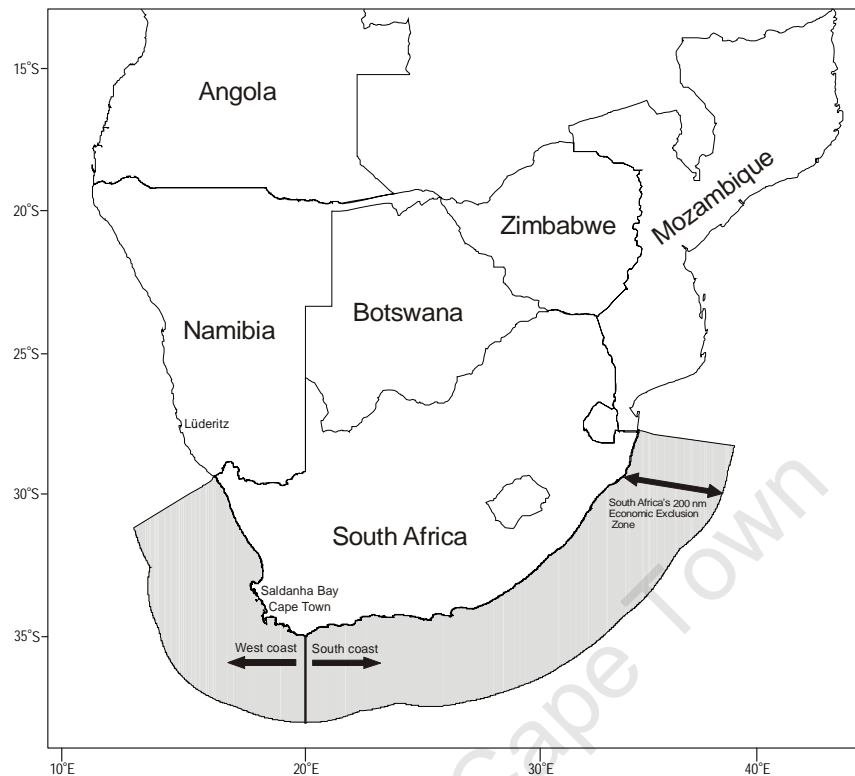 15°S
Angola
20°S
Zimbabwe
Mozambique
Namibia
Botswana
25°S
Lüderitz
30°S
South Africa's 200 nm
Economic Exclusion
Zone
South Africa
Saldanha Bay
Cape Town
35°S
West coast
South coast
10°E
20°E
30°E
40°E
Cape Town